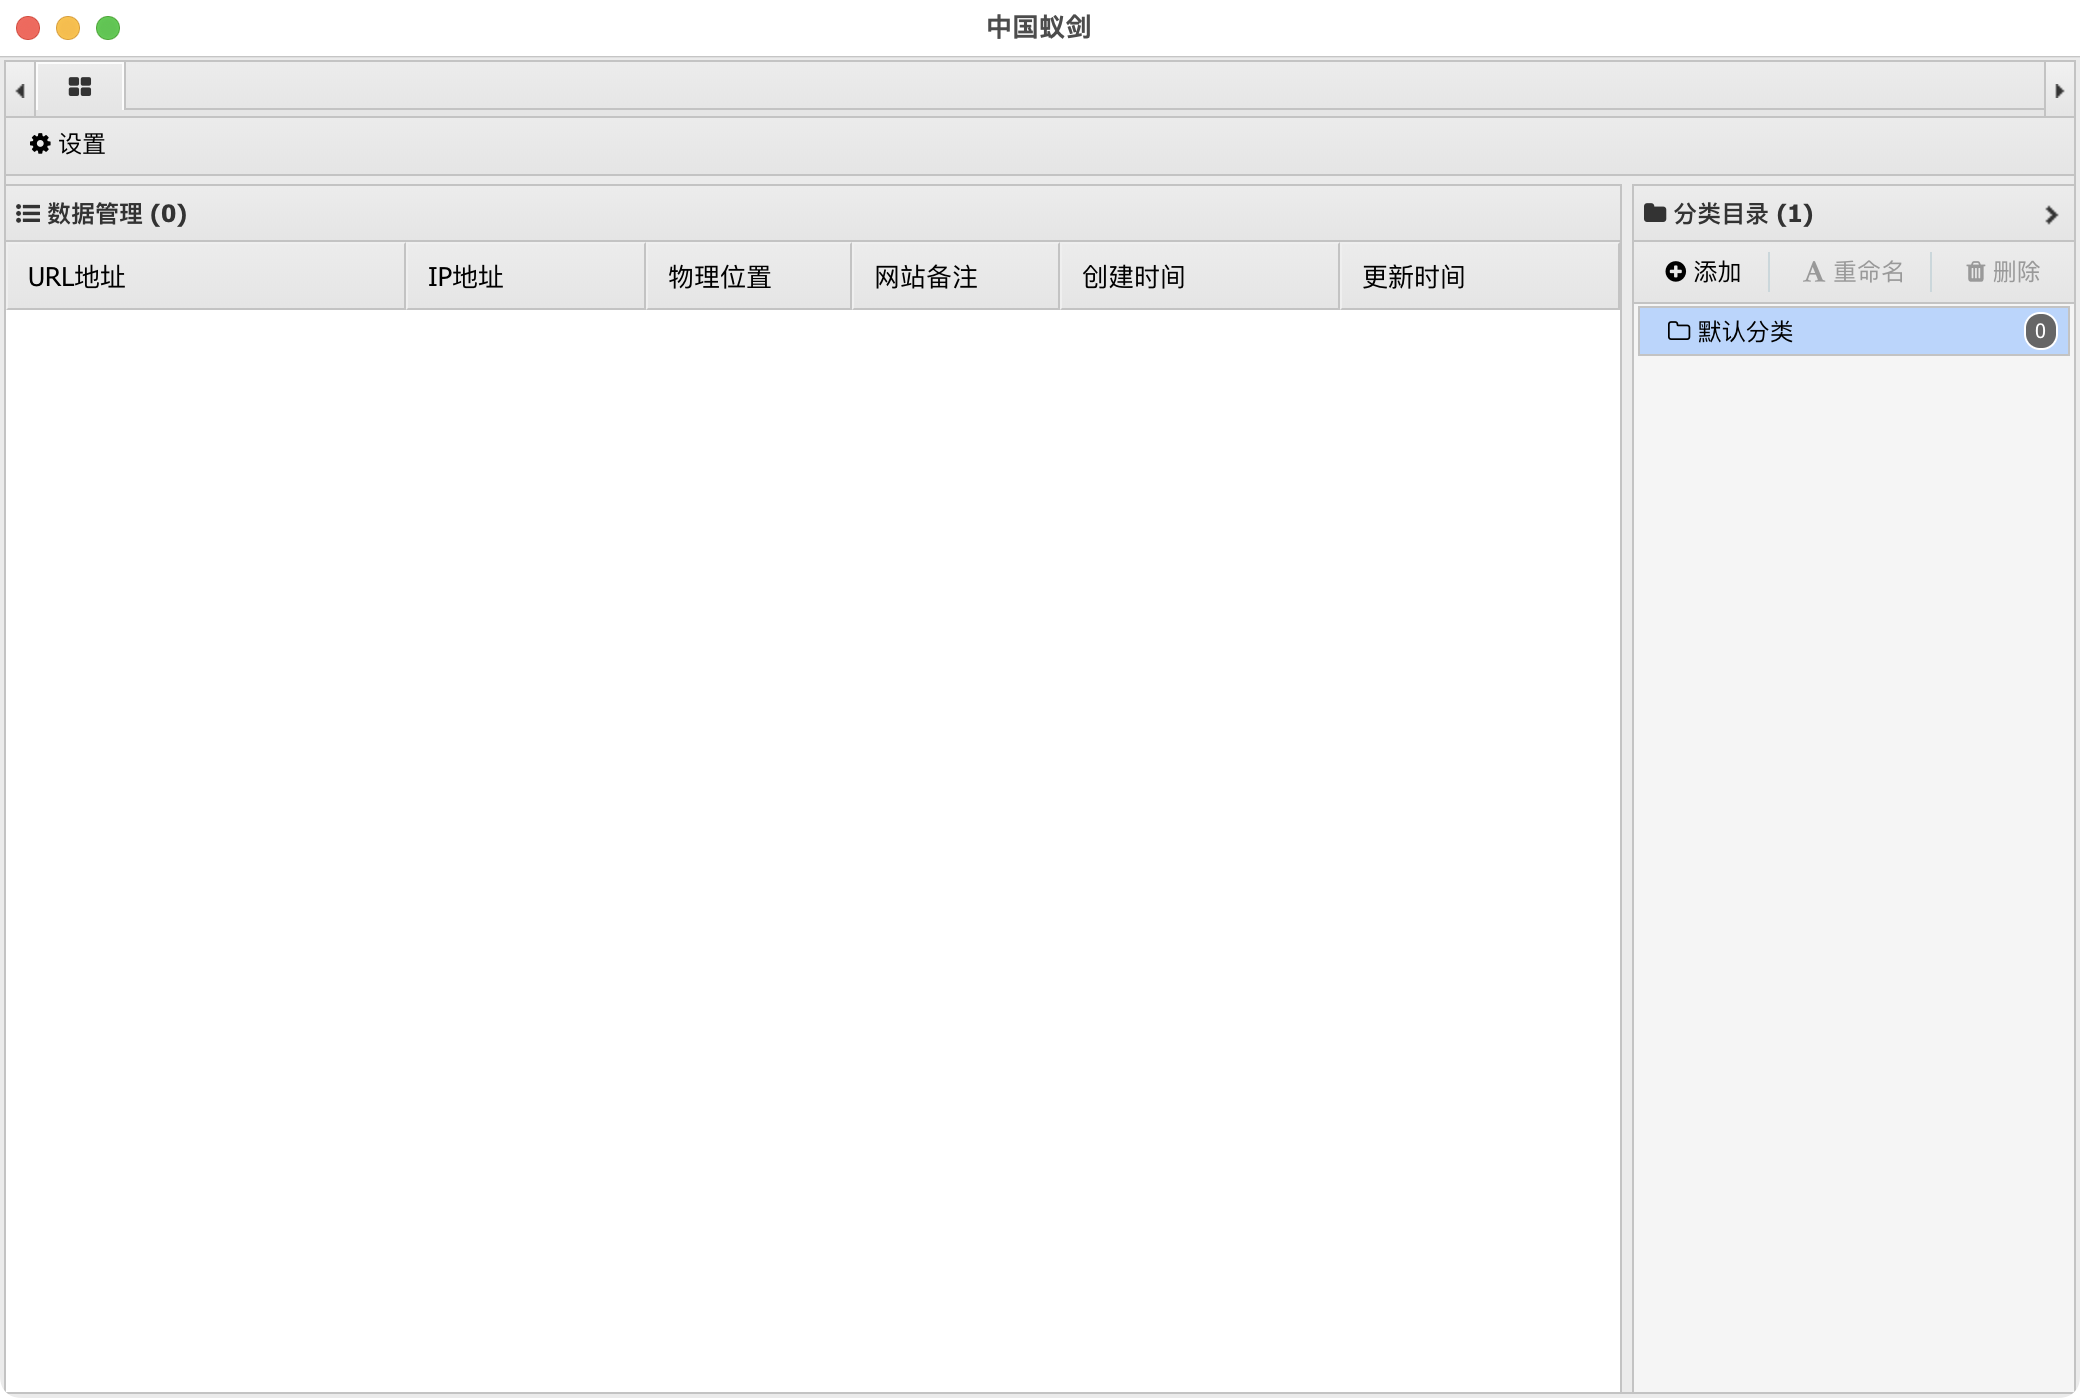 中国蚁剑
设置
数据管理 (0)
URL地址 IP地址 物理位置 网站备注 创建时间 更新时间
分类目录 (1)
添加 重命名 删除
默认分类 0